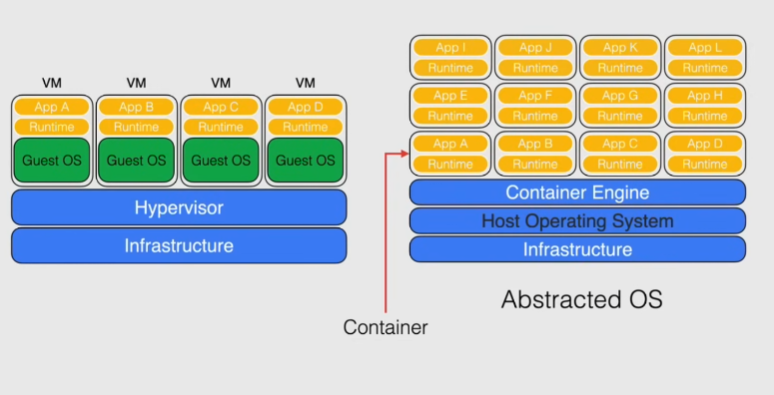 VM VM VM VM
App A App B App C App D
Runtime Runtime Runtime Runtime
Guest OS Guest OS Guest OS Guest OS
Hypervisor
Infrastructure
App I App J App K App L
Runtime Runtime Runtime Runtime
App E App F App G App H
Runtime Runtime Runtime Runtime
App A App B App C App D
Runtime Runtime Runtime Runtime
Container Engine
Host Operating System
Infrastructure
Abstracted OS
Container